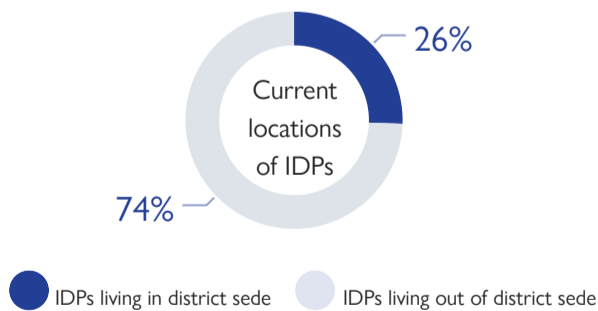 26%
Current
locations
of IDPs
74%
IDPs living in district sede
IDPs living out of district sede